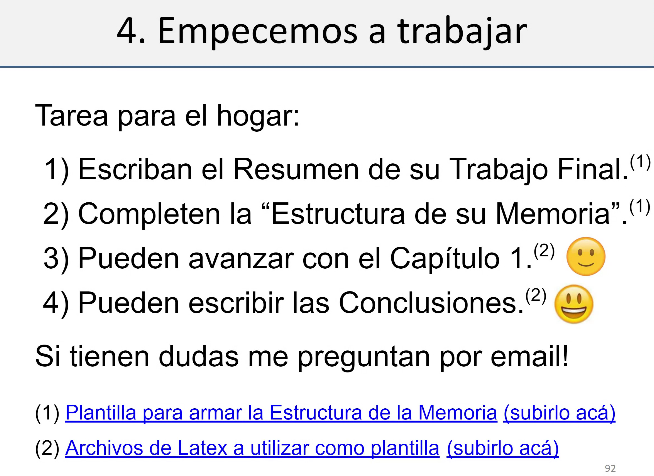 4. Empecemos a trabajar
Tarea para el hogar:
1) Escriban el Resumen de su Trabajo Final.(1)
2) Completen la “Estructura de su Memoria”.(1)
3) Pueden avanzar con el Capítulo 1.(2)
4) Pueden escribir las Conclusiones.(2)
Si tienen dudas me preguntan por email!
(1) Plantilla para armar la Estructura de la Memoria (subirlo acá)
(2) Archivos de Latex a utilizar como plantilla (subirlo acá)
92